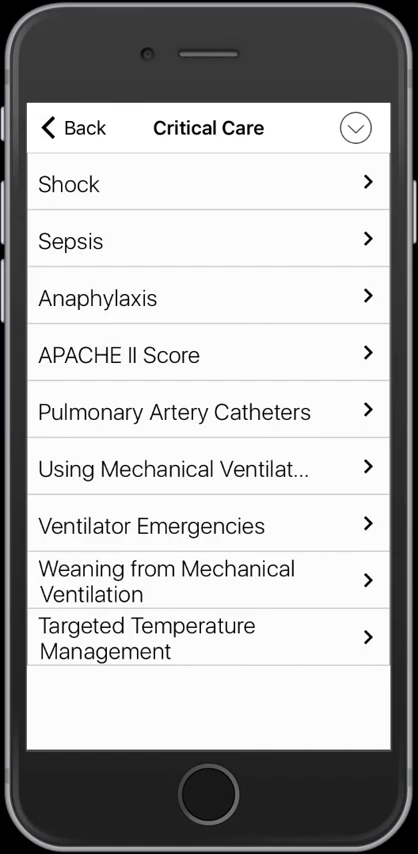 Back
Critical Care
Shock
Sepsis
Anaphylaxis
APACHE II Score
Pulmonary Artery Catheters
Using Mechanical Ventilat...
Ventilator Emergencies
Weaning from Mechanical
Ventilation
Targeted Temperature
Management